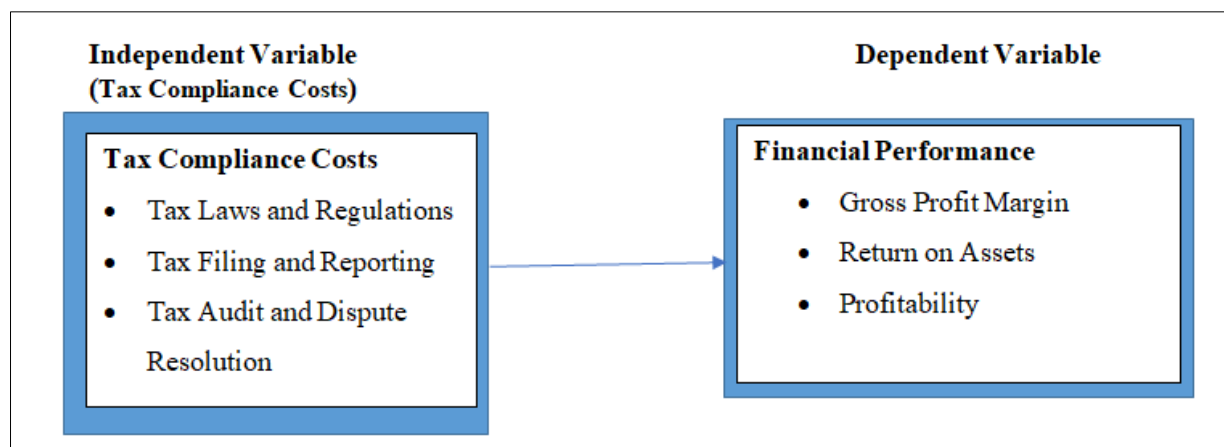 Independent Variable
(Tax Compliance Costs)
Tax Compliance Costs
• Tax Laws and Regulations
• Tax Filing and Reporting
• Tax Audit and Dispute
Resolution
Dependent Variable
Financial Performance
• Gross Profit Margin
• Return on Assets
• Profitability